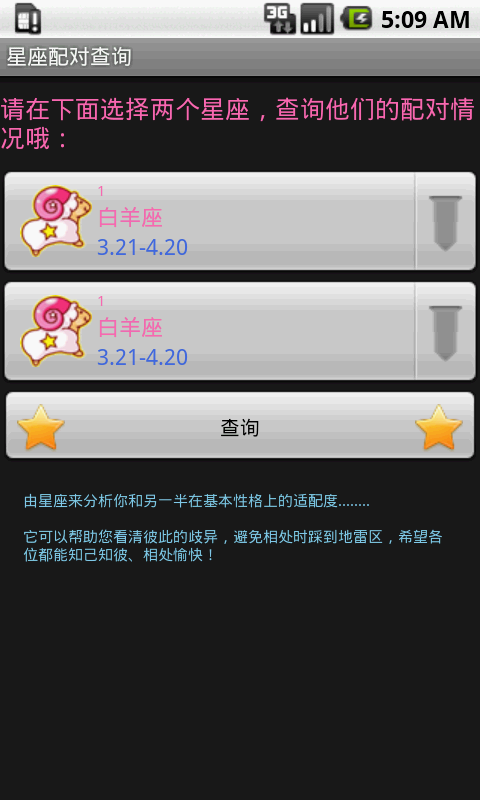 3G
5:09 AM
星座配对查询
请在下面选择两个星座，查询他们的配对情
况哦：
1
白羊座
3.21-4.20
1
白羊座
3.21-4.20
查询
由星座来分析你和另一半在基本性格上的适配度........
它可以帮助您看清彼此的歧异，避免相处时踩到地雷区，希望各
位都能知己知彼、相处愉快！